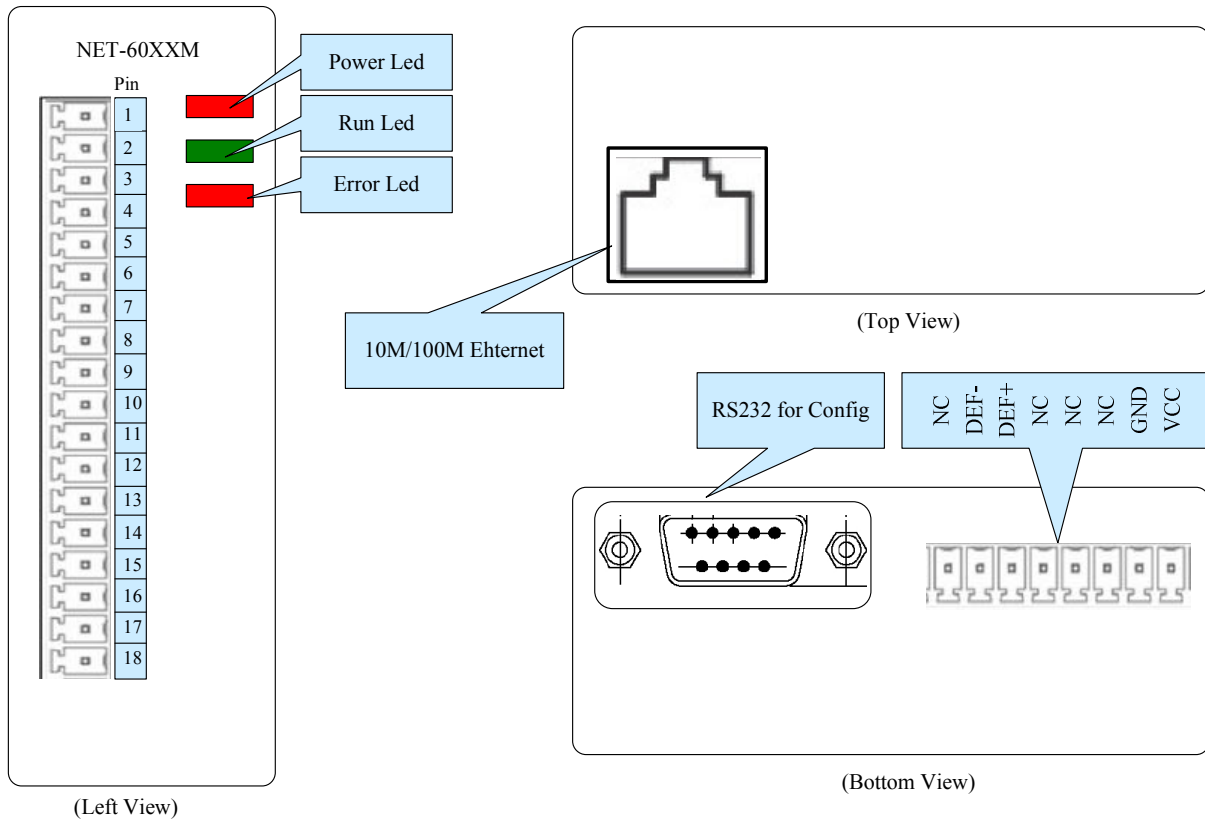 NET-60XXM
Pin
1
2
3
4
5
6
7
8
9
10
11
12
13
14
15
16
17
18
Power Led
Run Led
Error Led
(Left View)
10M/100M Ehternet
(Top View)
RS232 for Config
NC
DEF-
DEF+
NC
NC
NC
GND
VCC
(Bottom View)